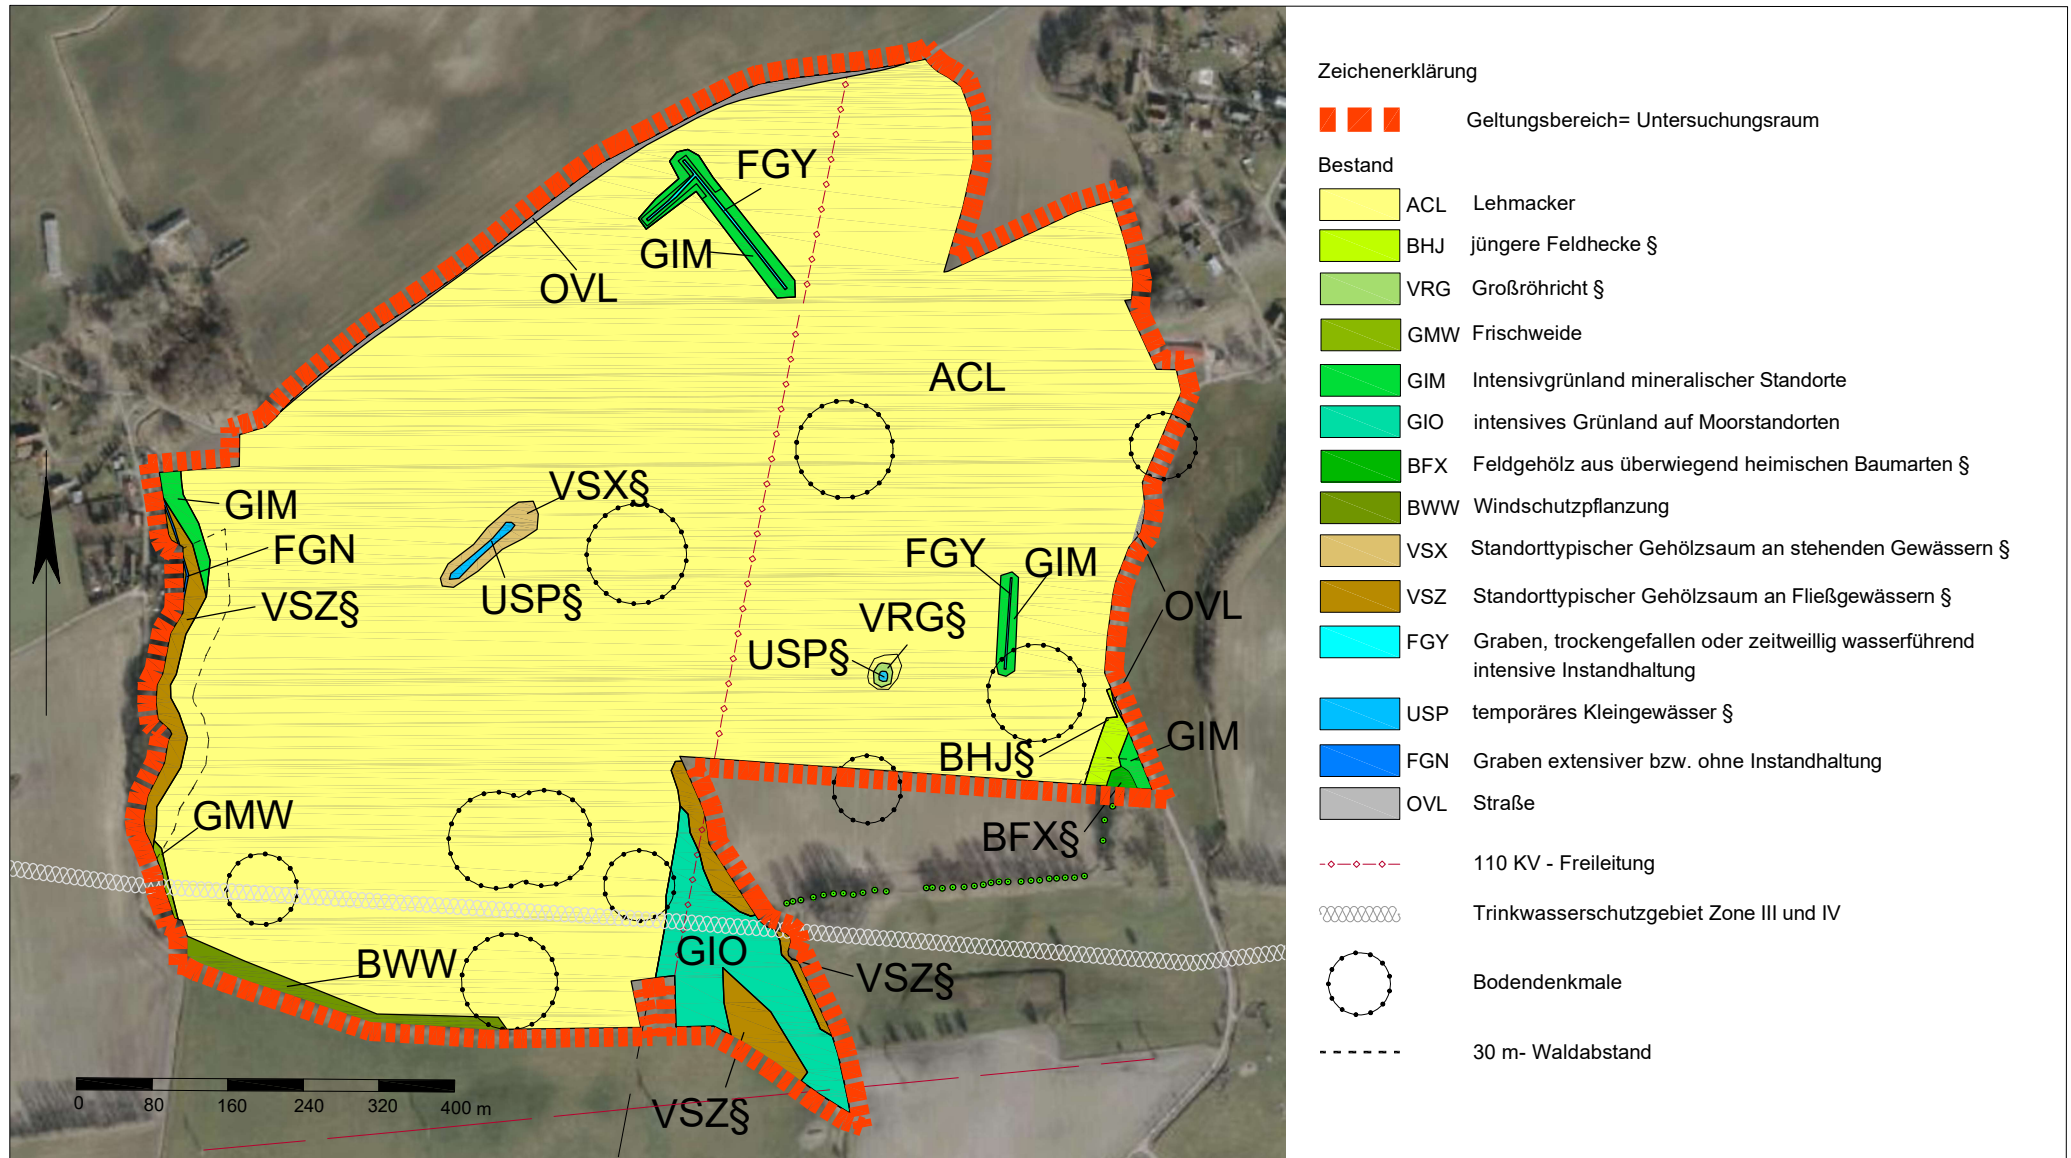 FGY
GIM
OVL
ACL
VSX§
GIM
FGN
USP§
VSZ§
FGY
GIM
VRG§
OVL
USP§
GIM
BHJ§
GMW
BFX§
BWW
GIO
VSZ§
VSZ§
0 80 160 240 320 400 m
Zeichenerklärung
Geltungsbereich= Untersuchungsraum
Bestand
ACL Lehmacker
BHJ jüngere Feldhecke §
VRG Großröhricht §
GMW Frischweide
GIM Intensivgrünland mineralischer Standorte
GIO intensives Grünland auf Moorstandorten
BFX Feldgehölz aus überwiegend heimischen Baumarten §
BWW Windschutzpflanzung
VSX Standorttypischer Gehölzsaum an stehenden Gewässern §
VSZ Standorttypischer Gehölzsaum an Fließgewässern §
FGY Graben, trockengefallen oder zeitweillig wasserführend
intensive Instandhaltung
USP temporäres Kleingewässer §
FGN Graben extensiver bzw. ohne Instandhaltung
OVL Straße
110 KV - Freileitung
Trinkwasserschutzgebiet Zone III und IV
Bodendenkmale
30 m- Waldabstand